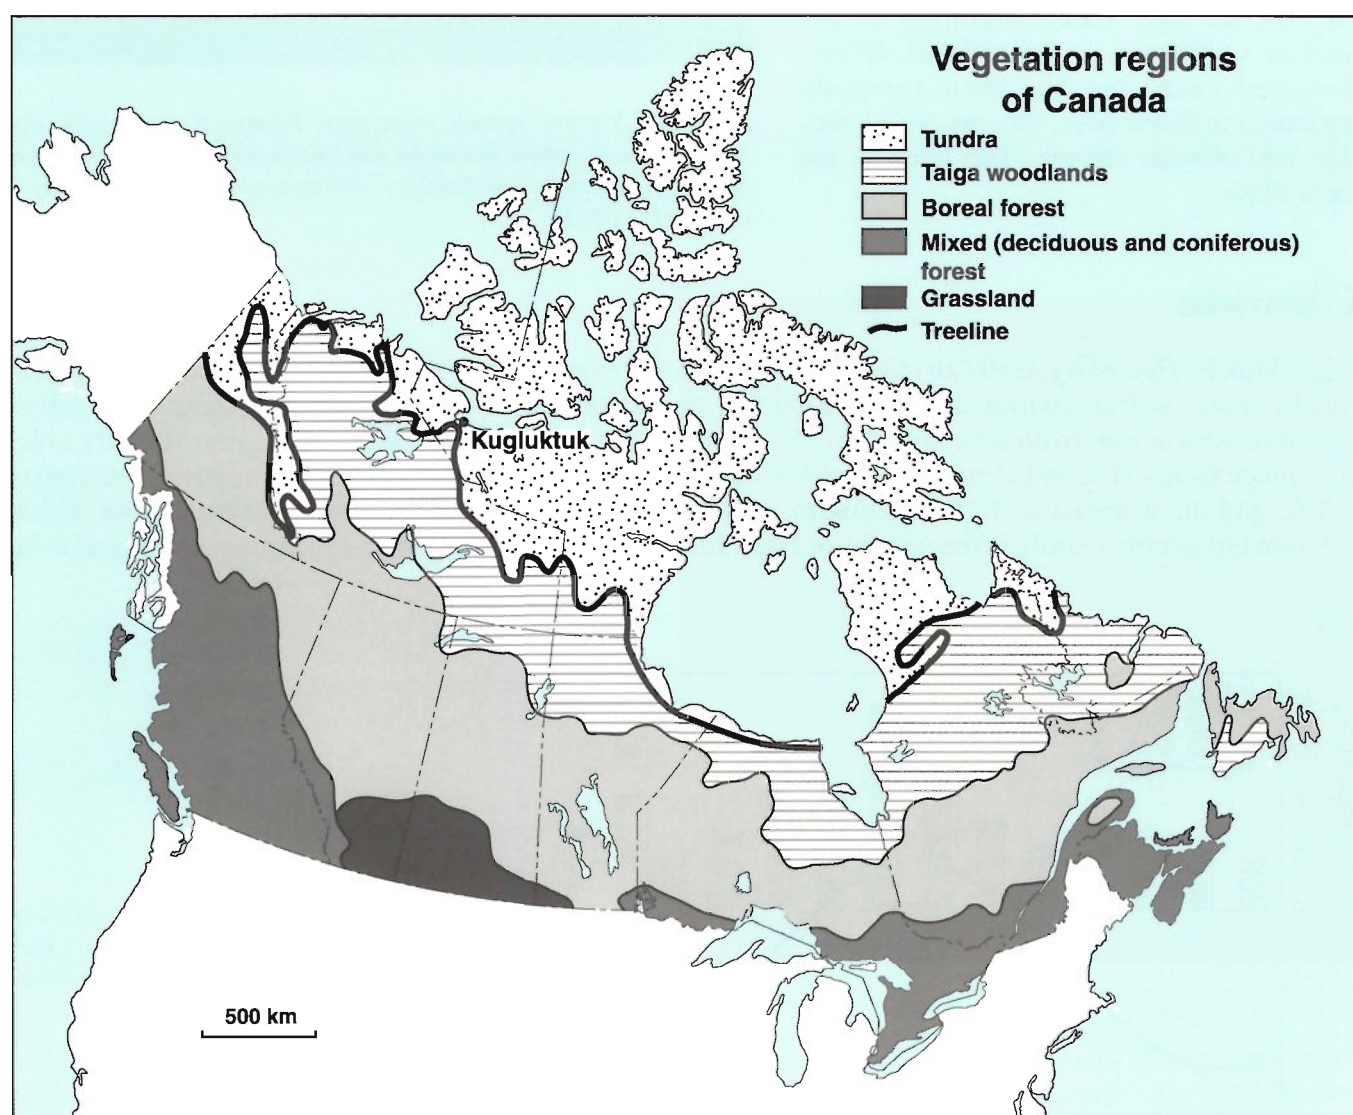 Vegetation regions
of Canada
Tundra
Taiga woodlands
Boreal forest
Mixed (deciduous and coniferous)
forest
Grassland
Treeline
Kugluktuk
500 km